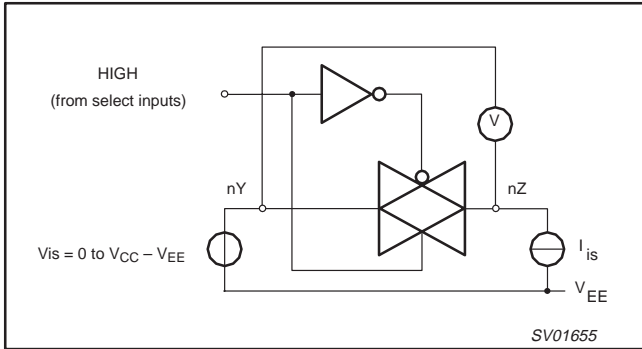 HIGH
(from select inputs)
V
nY
nZ
Vis = 0 to VCC – VEE
Iis
VEE
SV01655